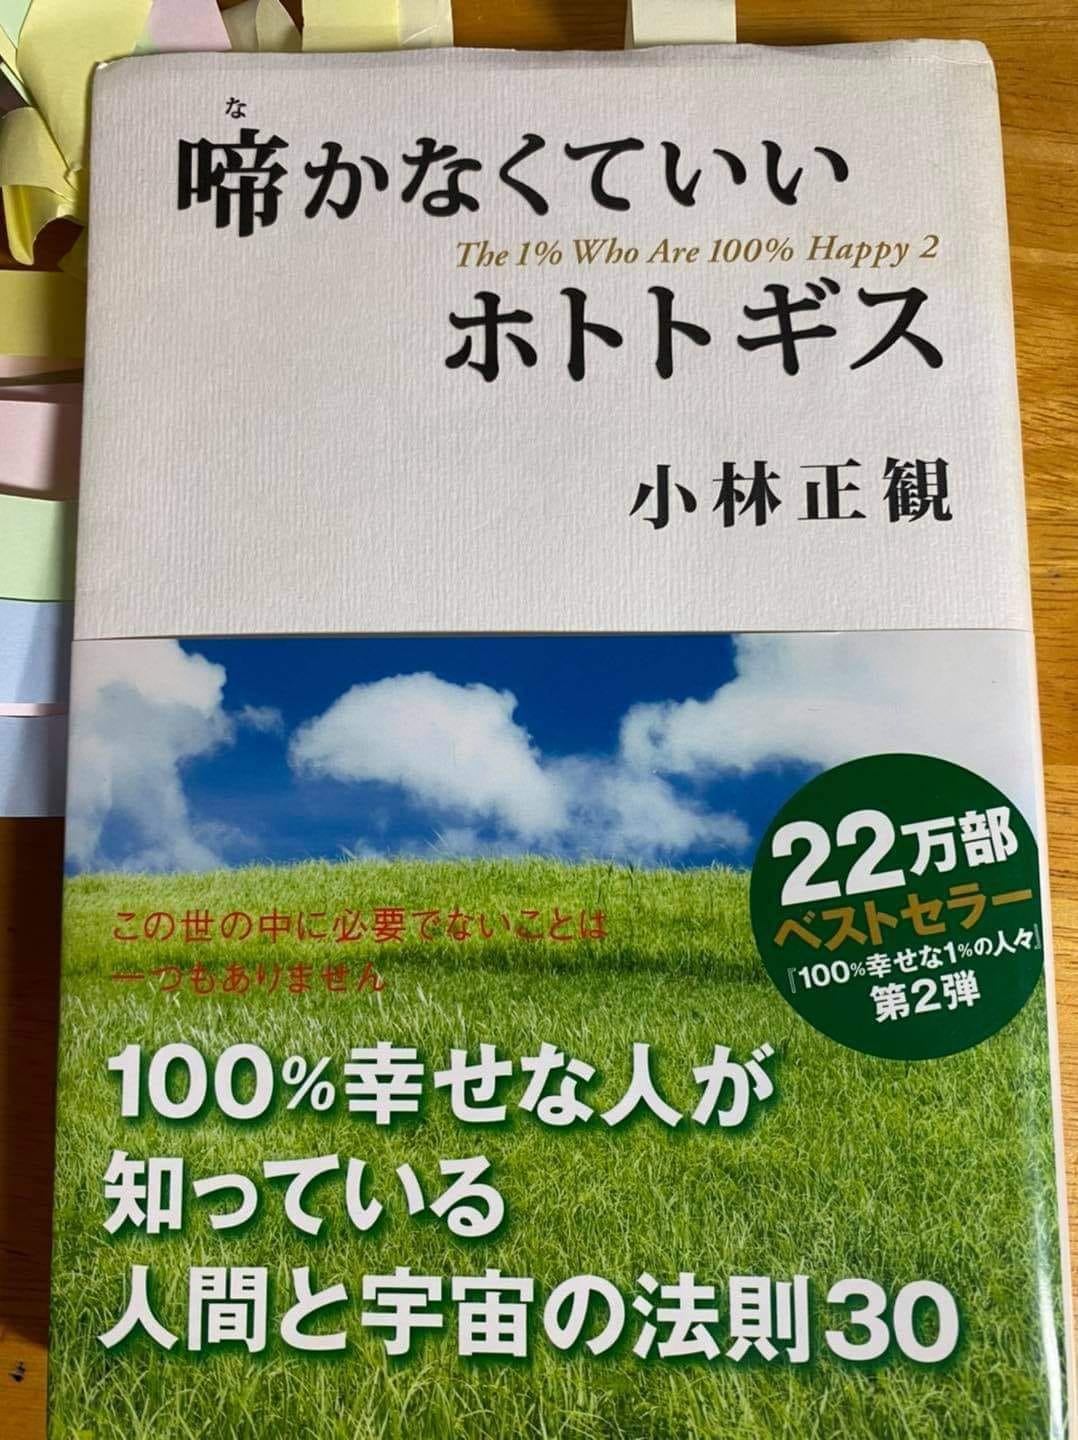 な
啼かなくていい
The 1% Who Are 100% Happy 2
ホトトギス
小林正観
22万部
ベストセラー
『100%幸せな1%の人々』
第2弾
この世の中に必要でないことは
一つもありません
100%幸せな人が
知っている
人間と宇宙の法則30